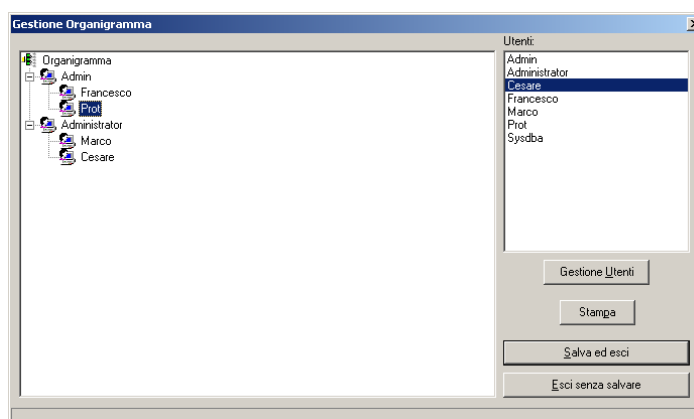 Gestione Organigramma
Organigramma
Admin
Francesco
Prot
Administrator
Marco
Cesare
Utenti:
Admin
Administrator
Cesare
Francesco
Marco
Prot
Sysdba
Gestione Utenti
Stampa
Salva ed esci
Esci senza salvare